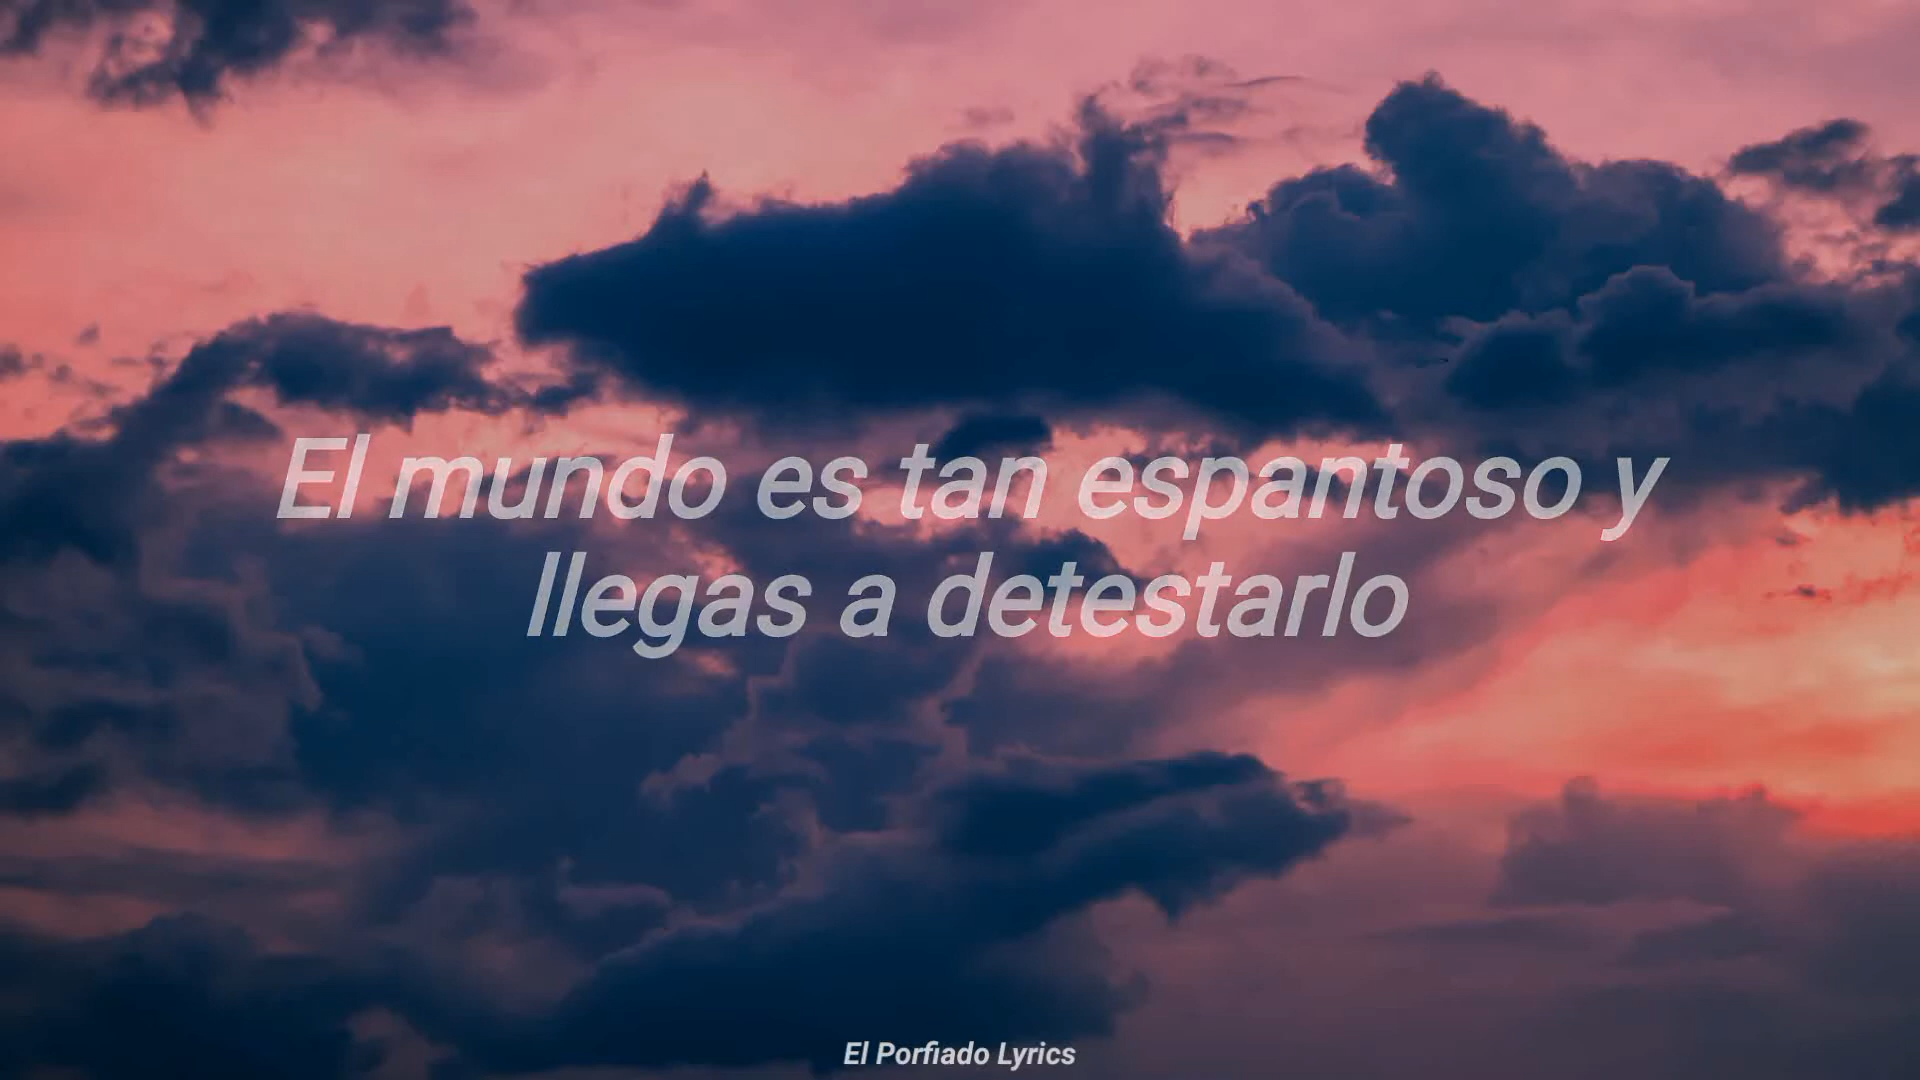 El mundo es tan espantoso y
llegas a detestarlo
El Porfiado Lyrics